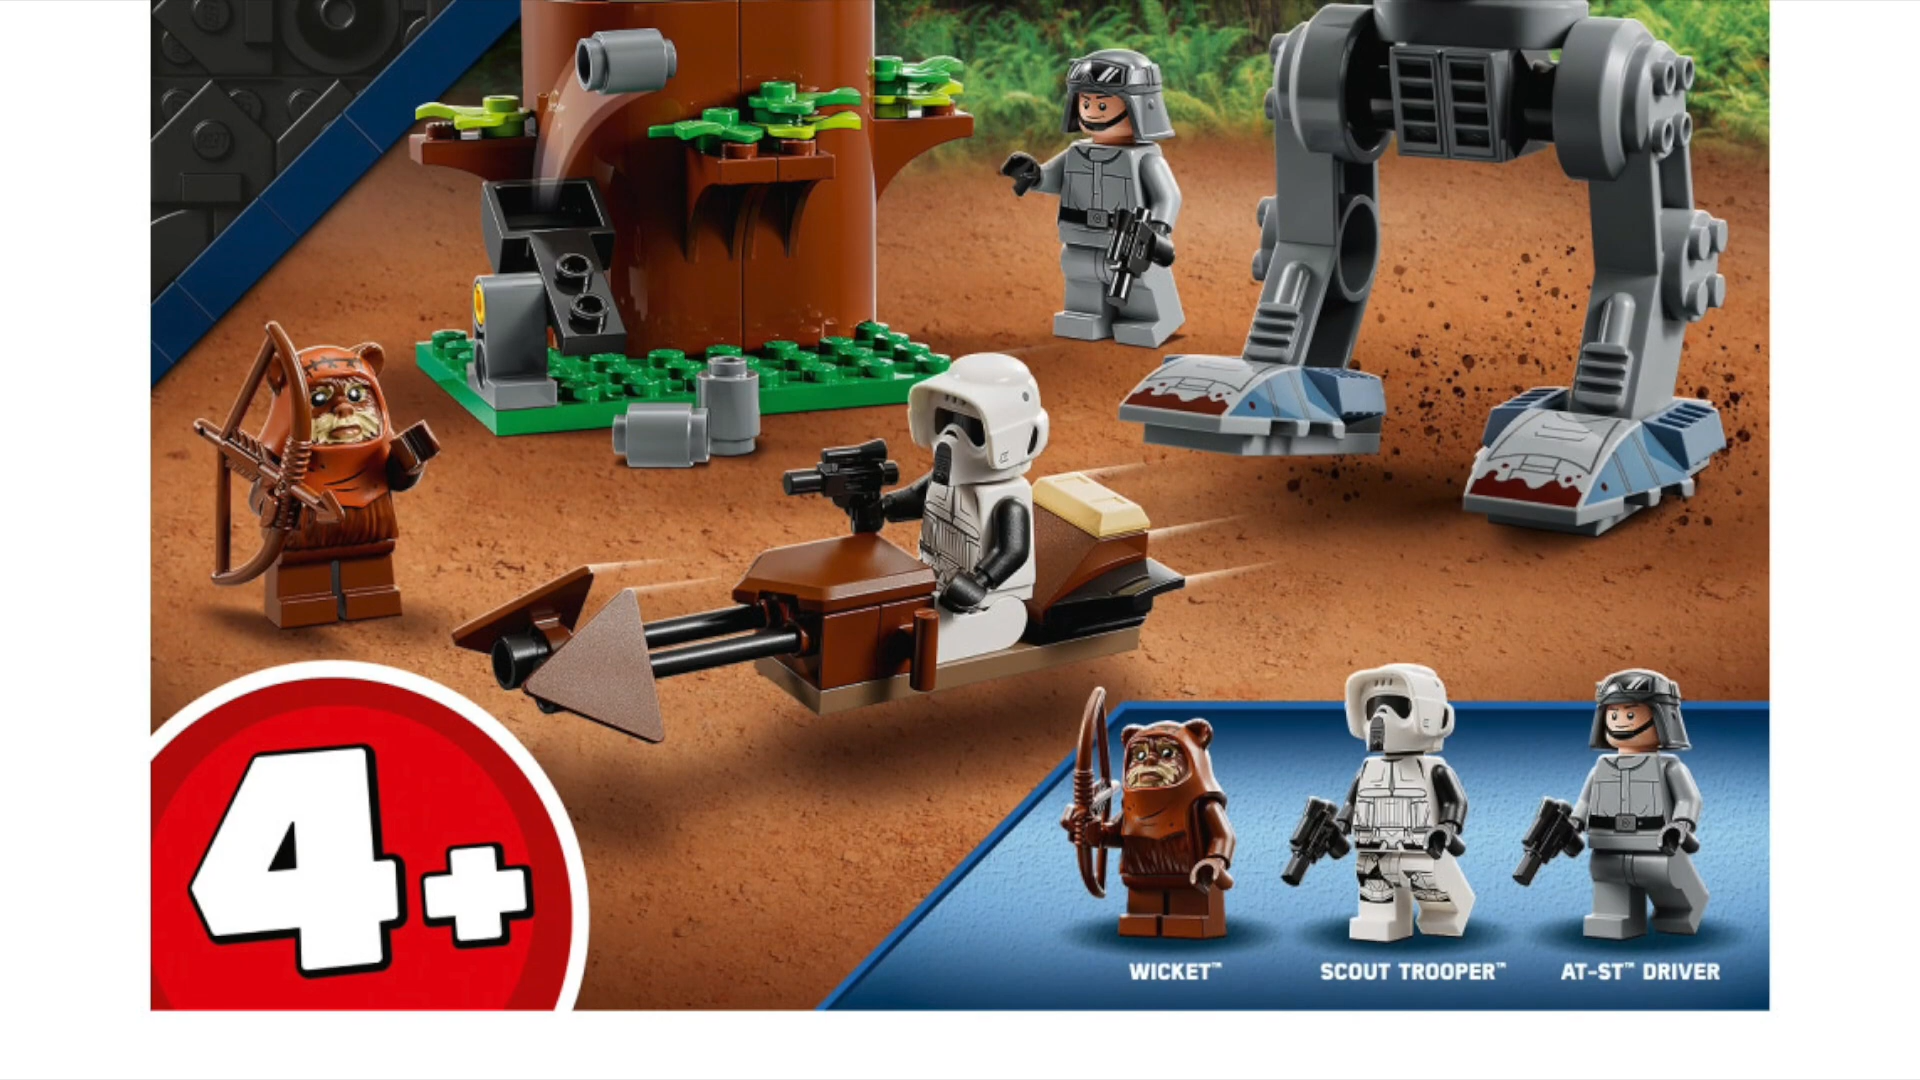 4+
WICKET™
SCOUT TROOPER™
AT-ST™ DRIVER